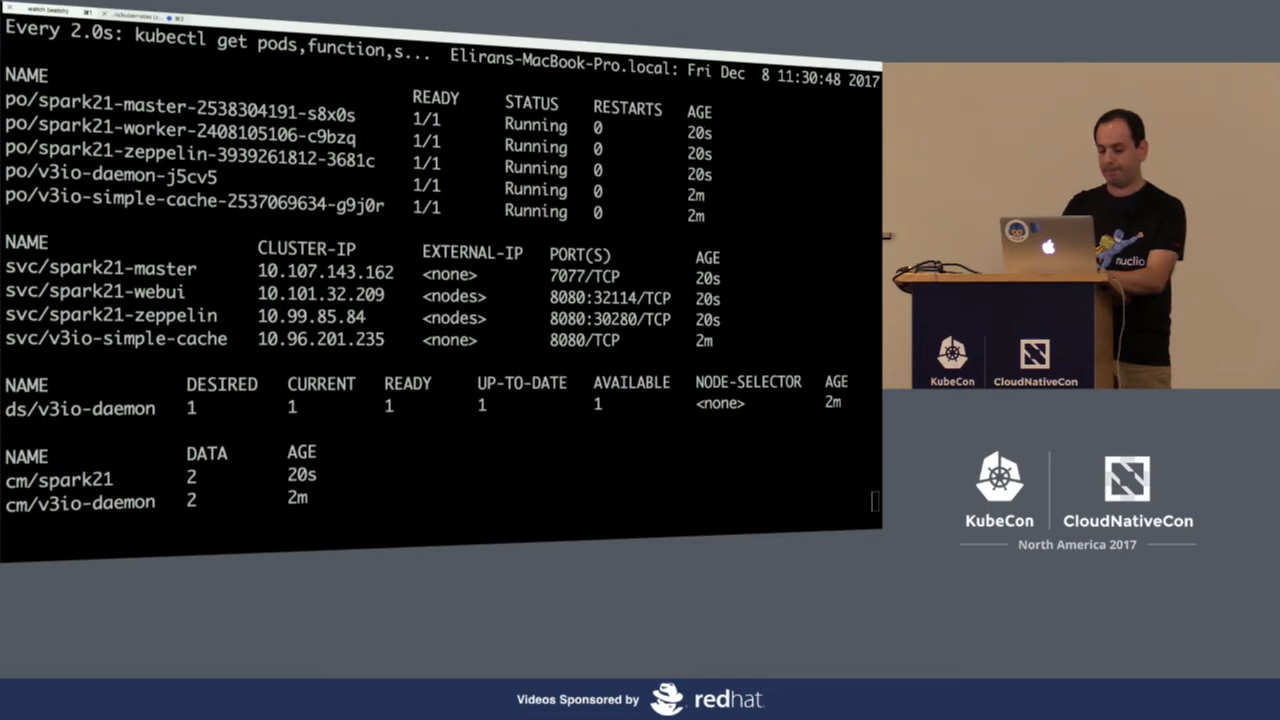 watch (watch)
Every 2.0s: kubectl get pods,function,s... Elirans-MacBook-Pro.local: Fri Dec 8 11:30:48 2017
NAME READY STATUS RESTARTS AGE
po/spark21-master-2538304191-s8x0s 1/1 Running 0 20s
po/spark21-worker-2408105106-c9bzq 1/1 Running 0 20s
po/spark21-zeppelin-3939261812-3681c 1/1 Running 0 20s
po/v3io-daemon-j5cv5 1/1 Running 0 2m
po/v3io-simple-cache-2537069634-g9j0r 1/1 Running 0 2m
NAME CLUSTER-IP EXTERNAL-IP PORT(S) AGE
svc/spark21-master 10.107.143.162 <none> 7077/TCP 20s
svc/spark21-webui 10.101.32.209 <nodes> 8080:32114/TCP 20s
svc/spark21-zeppelin 10.99.85.84 <nodes> 8080:30280/TCP 20s
svc/v3io-simple-cache 10.96.201.235 <none> 8080/TCP 2m
NAME DESIRED CURRENT READY UP-TO-DATE AVAILABLE NODE-SELECTOR AGE
ds/v3io-daemon 1 1 1 1 1 <none> 2m
NAME DATA AGE
cm/spark21 2 20s
cm/v3io-daemon 2 2m
nuclio
KubeCon CloudNativeCon
KubeCon CloudNativeCon
North America 2017
Videos Sponsored by redhat